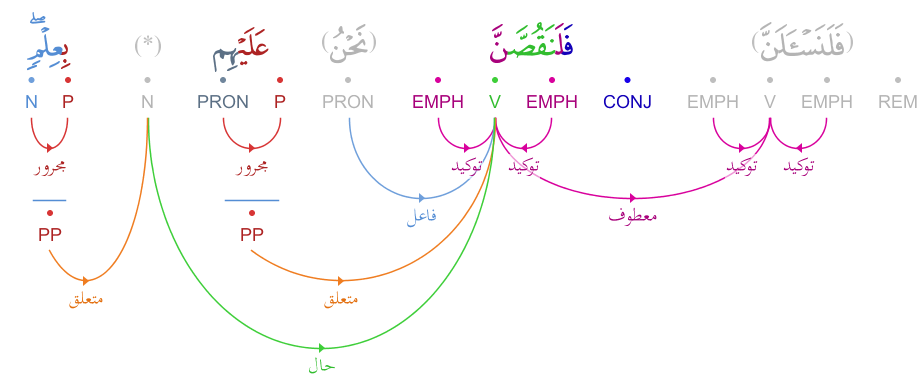 (فَلَنَسْـَٔلَنَّ) فَلَنَقُصَّنَّ (نَحْنُ) عَلَيْهِم (*) بِعِلْمٍۢ ۖ
N P N PRON P PRON EMPH V EMPH CONJ EMPH V EMPH REM
توكيد توكيد توكيد توكيد مجرور مجرور
معطوف فاعل
PP PP
متعلق متعلق
حال